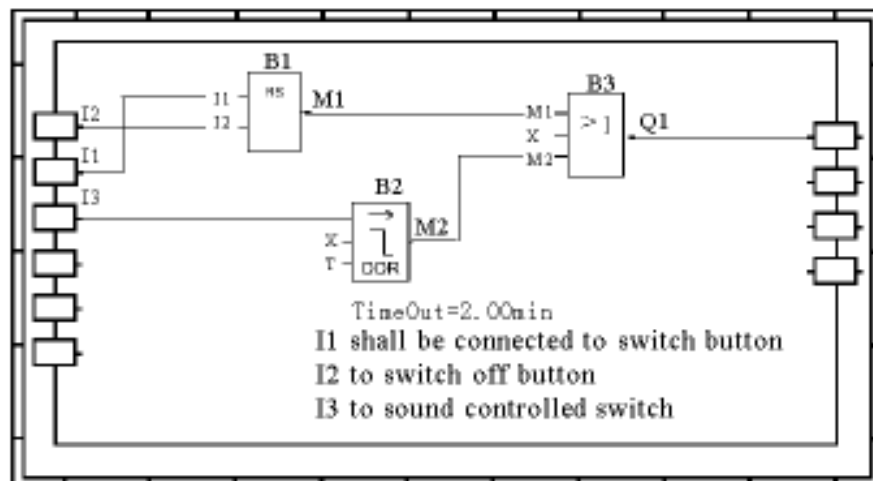 B1
B3
RS
I1
M1
M1
I2
I2
>1
Q1
X
I1
M2
I3
B2
M2
X
T
TimeOut=2.00min
I1 shall be connected to switch button
I2 to switch off button
I3 to sound controlled switch